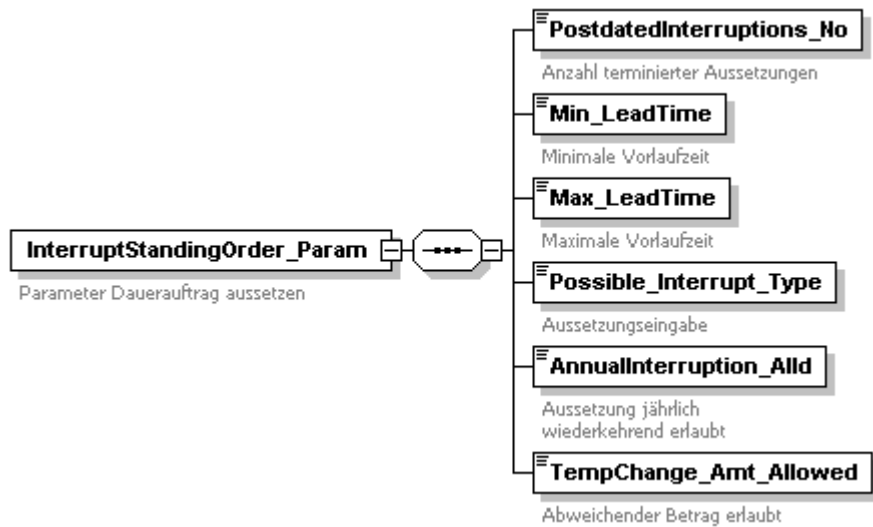 PostdatedInterruptions_No
Anzahl terminierter Aussetzungen
Min_LeadTime
Minimale Vorlaufzeit
Max_LeadTime
Maximale Vorlaufzeit
InterruptStandingOrder_Param
Parameter Dauerauftrag aussetzen
Possible_Interrupt_Type
Aussetzungseingabe
AnnualInterruption_Alld
Aussetzung jährlich
wiederkehrend erlaubt
TempChange_Amt_Allowed
Abweichender Betrag erlaubt